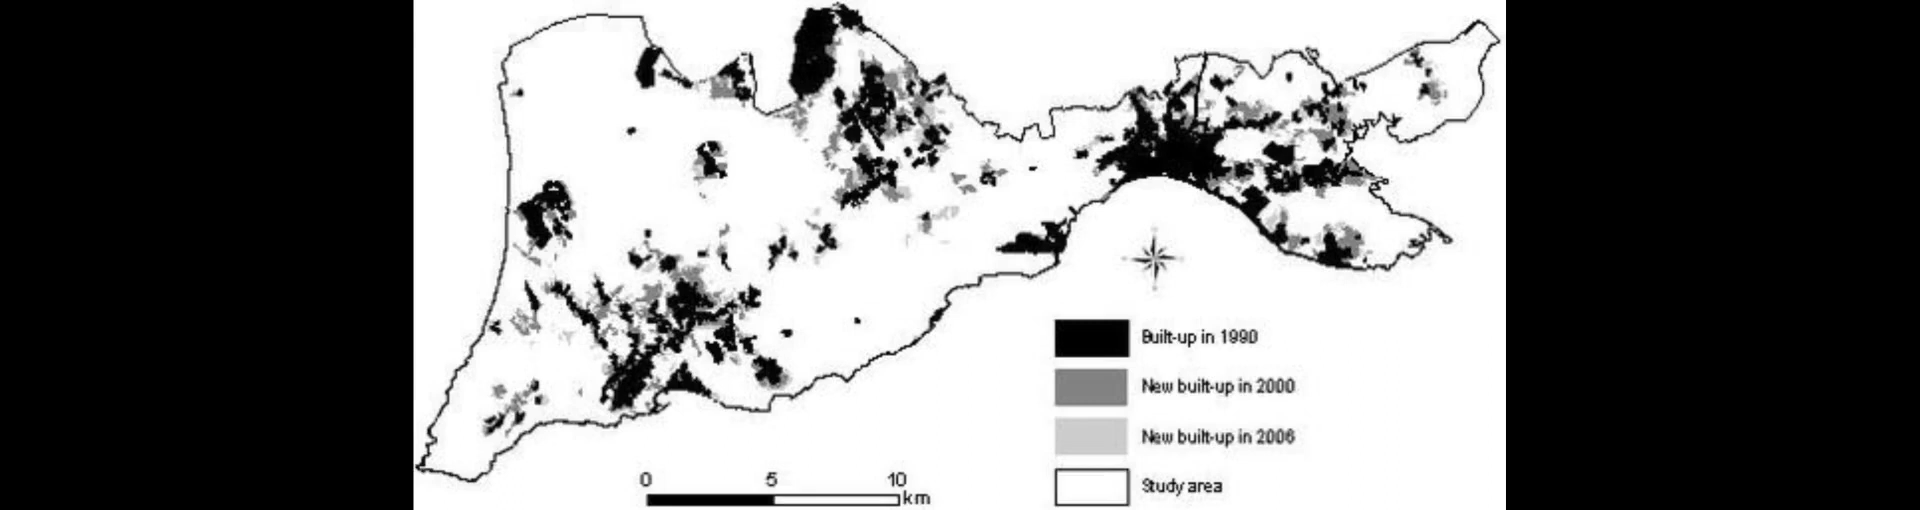 Built-up in 1990
New built-up in 2000
New built-up in 2006
0 5 10
km
Study area